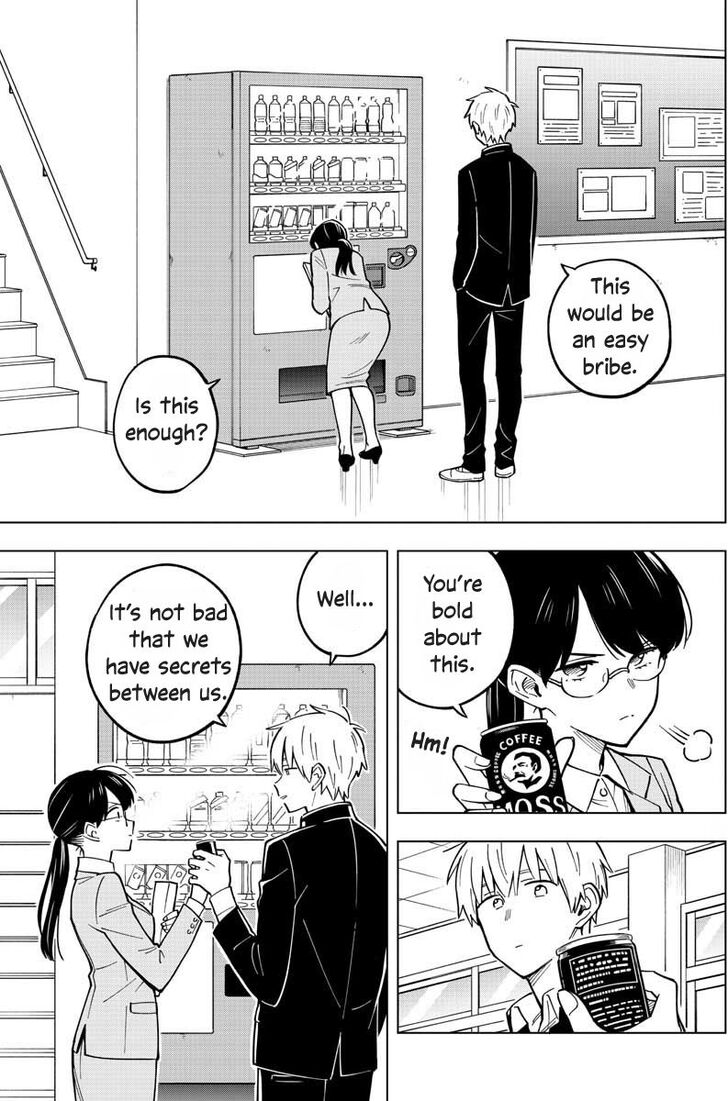 This
would be
an easy
bribe.
Is this
enough?
You're
bold
about
this.
Hm!
COFFEE
Well...
It's not bad
that we
have secrets
between us.